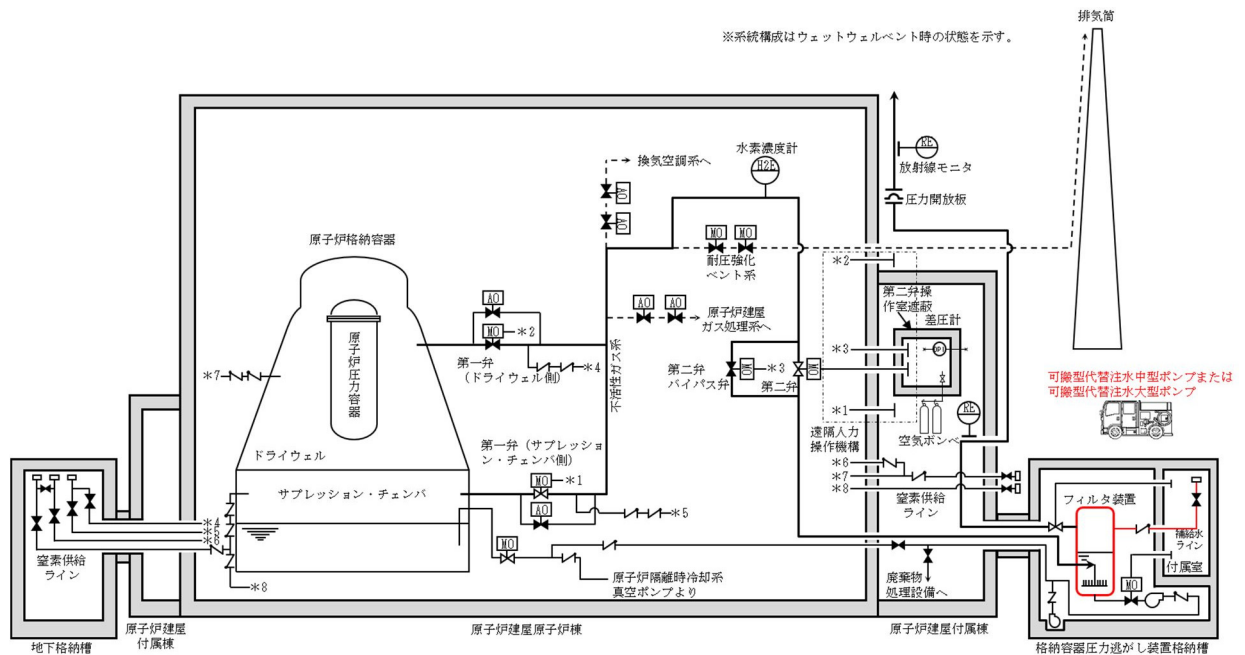 排気筒
※系統構成はウェットウェルベント時の状態を示す。
水素濃度計
H2E
RE
放射線モニタ
換気空調系へ
AO
AO
圧力開放板
原子炉格納容器
MO
MO
耐圧強化
ベント系
*2
第二弁操
作室遮蔽
差圧計
AO
MO
*2
AO
AO
原子炉建屋
ガス処理系へ
原子炉圧力容器
*4
第一弁
(ドライウェル側)
不活性ガス系
*7
第二弁
バイパス弁
MO
*3
第二弁
MO
*3
*1
遠隔人力
操作機構
空気ボンベ
RE
可搬型代替注水中型ポンプまたは
可搬型代替注水大型ポンプ
ドライウェル
第一弁(サプレッショ
ン・チェンバ側)
サプレッション・チェンバ
MO
*1
AO
*5
*6
*7
*8
窒素供給
ライン
フィルタ装置
補給水
ライン
付属室
MO
*4
*5
*6
窒素供給
ライン
*8
MO
原子炉隔離時冷却系
真空ポンプより
廃棄物
処理設備へ
地下格納槽
原子炉建屋
付属棟
原子炉建屋原子炉棟
原子炉建屋付属棟
格納容器圧力逃がし装置格納槽